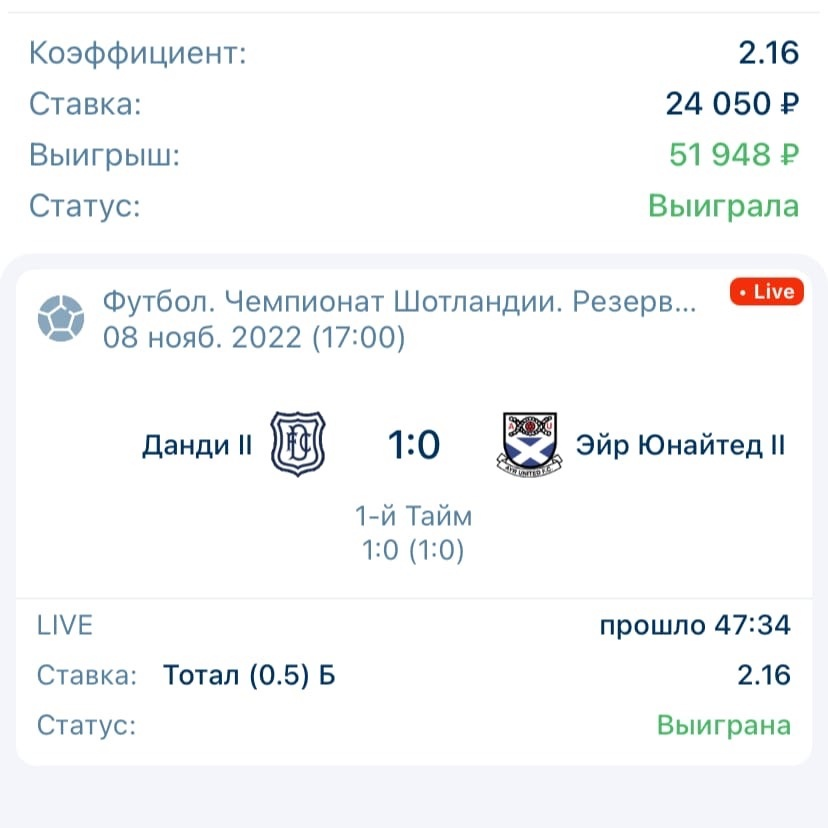 Коэффициент: 2.16
Ставка: 24 050 ₽
Выигрыш: 51 948 ₽
Статус: Выиграла
Футбол. Чемпионат Шотландии. Резерв... • Live
08 нояб. 2022 (17:00)
Данди II DFC 1:0 A U AYR UNITED F.C. Эйр Юнайтед II
1-й Тайм
1:0 (1:0)
LIVE прошло 47:34
Ставка: Тотал (0.5) Б 2.16
Статус: Выиграна